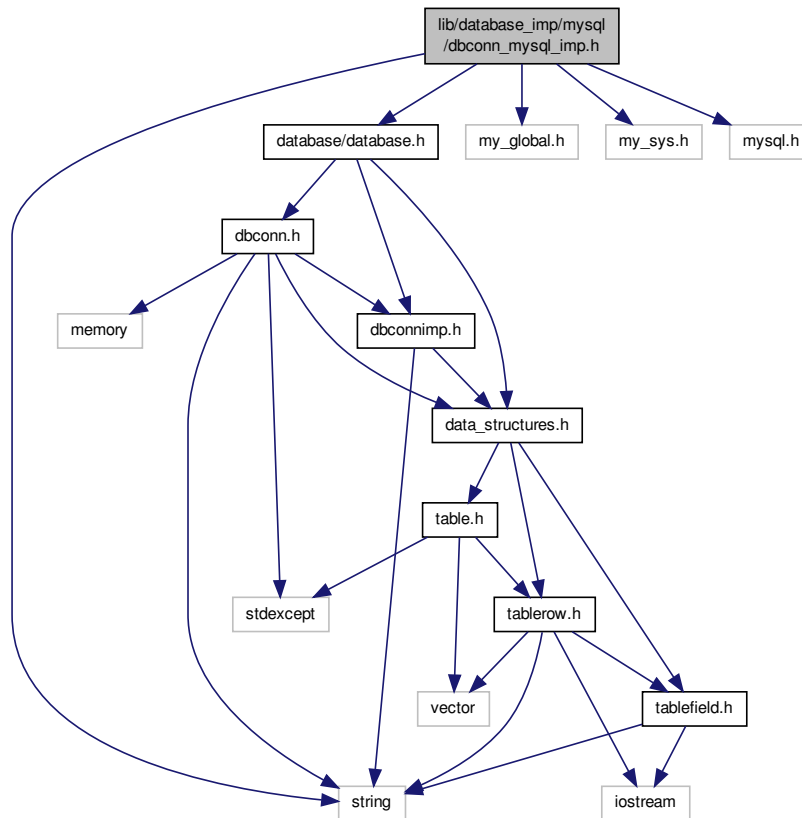 lib/database_imp/mysql
/dbconn_mysql_imp.h
database/database.h
my_global.h
my_sys.h
mysql.h
dbconn.h
memory
dbconnimp.h
data_structures.h
table.h
stdexcept
tablerow.h
vector
tablefield.h
string
iostream